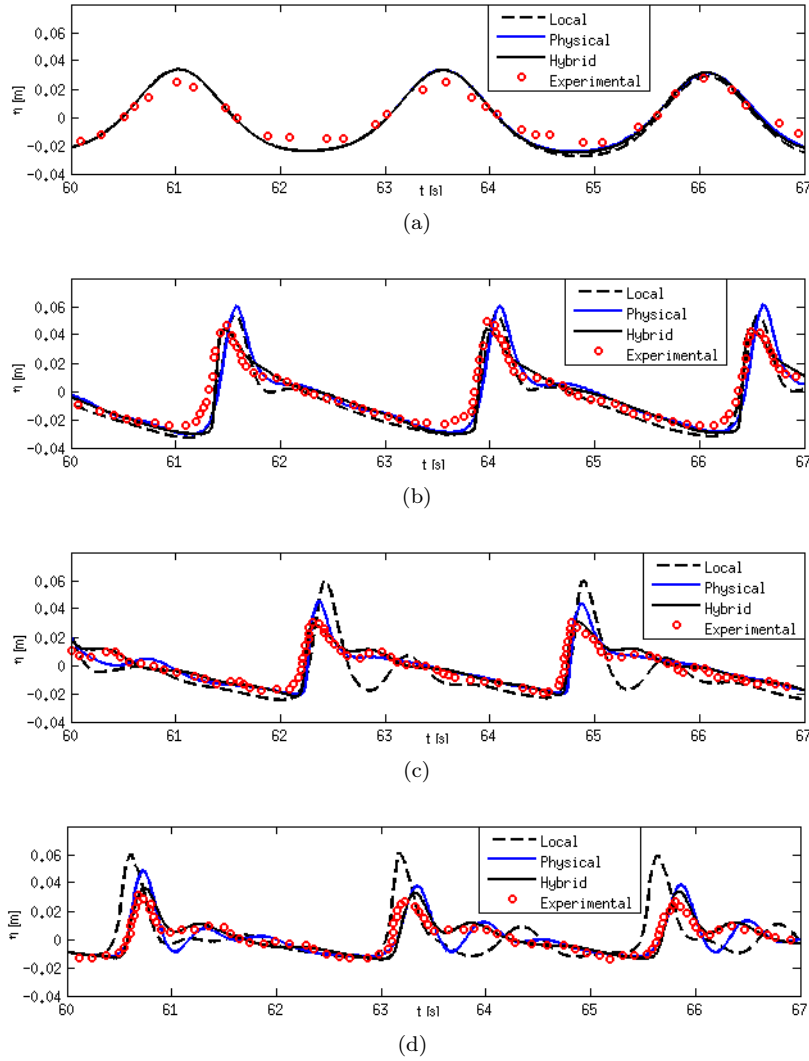 Local
Physical
Hybrid
Experimental
0.06
0.04
0.02
0
-0.02
-0.04
η [m]
60 61 62 63 64 65 66 67
t [s]
(a)
Local
Physical
Hybrid
Experimental
0.06
0.04
0.02
0
-0.02
-0.04
η [m]
60 61 62 63 64 65 66 67
t [s]
(b)
Local
Physical
Hybrid
Experimental
0.06
0.04
0.02
0
-0.02
-0.04
η [m]
60 61 62 63 64 65 66 67
t [s]
(c)
Local
Physical
Hybrid
Experimental
0.06
0.04
0.02
0
-0.02
-0.04
η [m]
60 61 62 63 64 65 66 67
t [s]
(d)